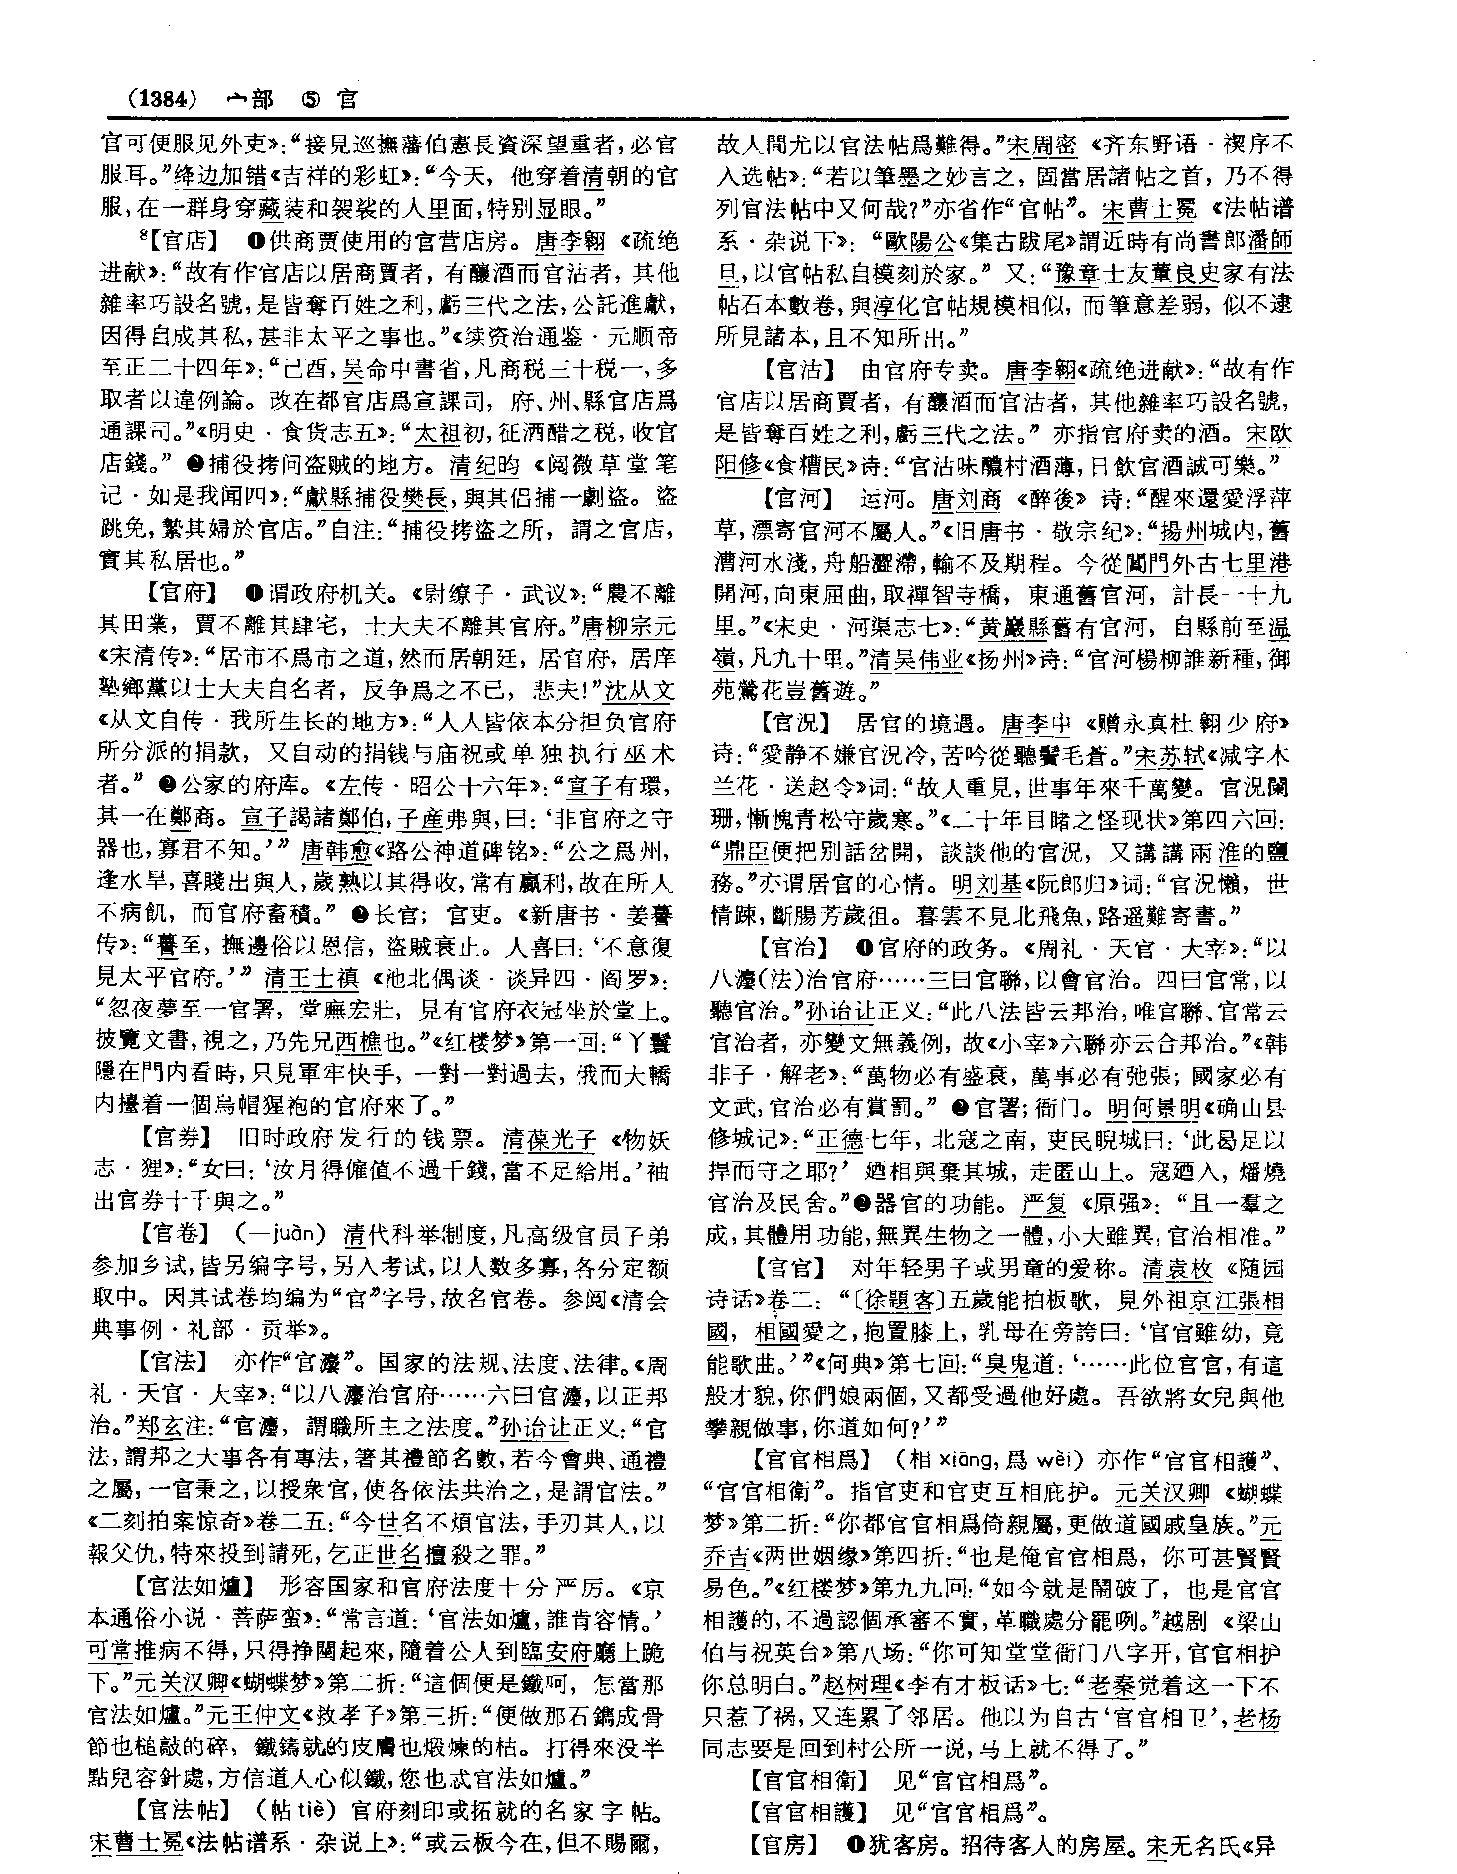 (1384) 宀部 ⑤ 官
官可便服见外吏》：“接見巡撫藩伯憲長資深望重者，必官
服耳。”绛边加错《吉祥的彩虹》：“今天，他穿着清朝的官
服，在一群身穿藏装和袈裟的人里面，特别显眼。”
⁸【官店】 ❶供商贾使用的官营店房。唐李翱《疏绝
进献》：“故有作官店以居商賈者，有釀酒而官沽者，其他
雜率巧設名號，是皆奪百姓之利，虧三代之法，公託進獻，
因得自成其私，甚非太平之事也。”《续资治通鉴·元顺帝
至正二十四年》：“己酉，吴命中書省，凡商税三十税一，多
取者以違例論。改在都官店爲宣課司，府、州、縣官店爲
通課司。”《明史·食货志五》：“太祖初，征酒醋之税，收官
店錢。”❷捕役拷问盗贼的地方。清纪昀《阅微草堂笔
记·如是我闻四》：“獻縣捕役樊長，與其侣捕一劇盜。盜
跳免，縶其婦於官店。”自注：“捕役拷盜之所，謂之官店，
實其私居也。”
【官府】 ❶谓政府机关。《尉缭子·武议》：“農不離
其田業，賈不離其肆宅，士大夫不離其官府。”唐柳宗元
《宋清传》：“居市不爲市之道，然而居朝廷，居官府，居庠
塾鄉黨以士大夫自名者，反争爲之不已，悲夫！”沈从文
《从文自传·我所生长的地方》：“人人皆依本分担负官府
所分派的捐款，又自动的捐钱与庙祝或单独执行巫术
者。”❷公家的府库。《左传·昭公十六年》：“宣子有環，
其一在鄭商。宣子謁諸鄭伯，子産弗與，曰：‘非官府之守
器也，寡君不知。’”唐韩愈《路公神道碑铭》：“公之爲州，
逢水旱，喜賤出與人，歲熟以其得收，常有贏利，故在所人
不病飢，而官府畜積。”❸长官；官吏。《新唐书·姜謩
传》：“謩至，撫邊俗以恩信，盜賊衰止。人喜曰：‘不意復
見太平官府。’”清王士禛《池北偶谈·谈异四·阎罗》：
“忽夜夢至一官署，堂廡宏壯，見有官府衣冠坐於堂上。
披覽文書，視之，乃先兄西樵也。”《红楼梦》第一回：“丫鬟
隱在門内看時，只見軍牢快手，一對一對過去，俄而大轎
内擡着一個烏帽猩袍的官府來了。”
【官券】 旧时政府发行的钱票。清葆光子《物妖
志·狸》：“女曰：‘汝月得傭值不過千錢，當不足給用。’袖
出官券十千與之。”
【官卷】 （—juàn）清代科举制度，凡高级官员子弟
参加乡试，皆另编字号，另入考试，以人数多寡，各分定额
取中。因其试卷均编为“官”字号，故名官卷。参阅《清会
典事例·礼部·贡举》。
【官法】 亦作“官灋”。国家的法规、法度、法律。《周
礼·天官·大宰》：“以八灋治官府……六曰官灋，以正邦
治。”郑玄注：“官灋，謂職所主之法度。”孙诒让正义：“官
法，謂邦之大事各有專法，箸其禮節名數，若今會典、通禮
之屬，一官秉之，以授衆官，使各依法共治之，是謂官法。”
《二刻拍案惊奇》卷二五：“今世名不煩官法，手刃其人，以
報父仇，特來投到請死，乞正世名擅殺之罪。”
【官法如爐】 形容国家和官府法度十分严厉。《京
本通俗小说·菩萨蛮》：“常言道：‘官法如爐，誰肯容情。’
可常推病不得，只得挣闖起來，隨着公人到臨安府廳上跪
下。”元关汉卿《蝴蝶梦》第二折：“這個便是鐵呵，怎當那
官法如爐。”元王仲文《救孝子》第三折：“便做那石鐫成骨
節也槌敲的碎，鐵鑄就的皮膚也煅煉的枯。打得來没半
點兒容針處，方信道人心似鐵，您也忒官法如爐。”
【官法帖】 （帖tiè）官府刻印或拓就的名家字帖。
宋曹士冕《法帖谱系·杂说上》：“或云板今在，但不賜爾，
故人間尤以官法帖爲難得。”宋周密《齐东野语·禊序不
入选帖》：“若以筆墨之妙言之，固當居諸帖之首，乃不得
列官法帖中又何哉？”亦省作“官帖”。宋曹士冕《法帖谱
系·杂说下》：“歐陽公《集古跋尾》謂近時有尚書郎潘師
旦，以官帖私自模刻於家。”又：“豫章士友董良史家有法
帖石本數卷，與淳化官帖規模相似，而筆意差弱，似不逮
所見諸本，且不知所出。”
【官沽】 由官府专卖。唐李翱《疏绝进献》：“故有作
官店以居商賈者，有釀酒而官沽者，其他雜率巧設名號，
是皆奪百姓之利，虧三代之法。”亦指官府卖的酒。宋欧
阳修《食糟民》诗：“官沽味醲村酒薄，日飲官酒誠可樂。”
【官河】 运河。唐刘商《醉後》诗：“醒來還愛浮萍
草，漂寄官河不屬人。”《旧唐书·敬宗纪》：“揚州城内，舊
漕河水淺，舟船澀滯，輸不及期程。今從閶門外古七里港
開河，向東屈曲，取禪智寺橋，東通舊官河，計長一十九
里。”《宋史·河渠志七》：“黄巖縣舊有官河，自縣前至温
嶺，凡九十里。”清吴伟业《扬州》诗：“官河楊柳誰新種，御
苑鶯花豈舊遊。”
【官況】 居官的境遇。唐李中《赠永真杜翱少府》
诗：“愛静不嫌官況冷，苦吟從聽鬢毛蒼。”宋苏轼《减字木
兰花·送赵令》词：“故人重見，世事年來千萬變。官況闌
珊，慚愧青松守歲寒。”《二十年目睹之怪现状》第四六回：
“鼎臣便把别話岔開，談談他的官況，又講講兩淮的鹽
務。”亦谓居官的心情。明刘基《阮郎归》词：“官況懶，世
情疎，斷腸芳歲徂。暮雲不見北飛魚，路遥難寄書。”
【官治】 ❶官府的政务。《周礼·天官·大宰》：“以
八灋(法)治官府……三曰官聯，以會官治。四曰官常，以
聽官治。”孙诒让正义：“此八法皆云邦治，唯官聯、官常云
官治者，亦變文無義例，故《小宰》六聯亦云合邦治。”《韩
非子·解老》：“萬物必有盛衰，萬事必有弛張；國家必有
文武，官治必有賞罰。”❷官署；衙门。明何景明《确山县
修城记》：“正德七年，北寇之南，吏民睨城曰：‘此曷足以
捍而守之耶？’迺相與棄其城，走匿山上。寇迺入，燔燒
官治及民舍。”❸器官的功能。严复《原强》：“且一羣之
成，其體用功能，無異生物之一體，小大雖異，官治相准。”
【官官】 对年轻男子或男童的爱称。清袁枚《随园
诗话》卷二：“〔徐題客〕五歲能拍板歌，見外祖京江張相
國，相國愛之，抱置膝上，乳母在旁誇曰：‘官官雖幼，竟
能歌曲。’”《何典》第七回：“臭鬼道：‘……此位官官，有這
般才貌，你們娘兩個，又都受過他好處。吾欲將女兒與他
攀親做事，你道如何？’”
【官官相爲】 （相xiāng，爲wèi）亦作“官官相護”、
“官官相衛”。指官吏和官吏互相庇护。元关汉卿《蝴蝶
梦》第二折：“你都官官相爲倚親屬，更做道國戚皇族。”元
乔吉《两世姻缘》第四折：“也是俺官官相爲，你可甚賢賢
易色。”《红楼梦》第九九回：“如今就是鬧破了，也是官官
相護的，不過認個承審不實，革職處分罷咧。”越剧《梁山
伯与祝英台》第八场：“你可知堂堂衙门八字开，官官相护
你总明白。”赵树理《李有才板话》七：“老秦觉着这一下不
只惹了祸，又连累了邻居。他以为自古‘官官相卫’，老杨
同志要是回到村公所一说，马上就不得了。”
【官官相衛】 见“官官相爲”。
【官官相護】 见“官官相爲”。
【官房】 ❶犹客房。招待客人的房屋。宋无名氏《异